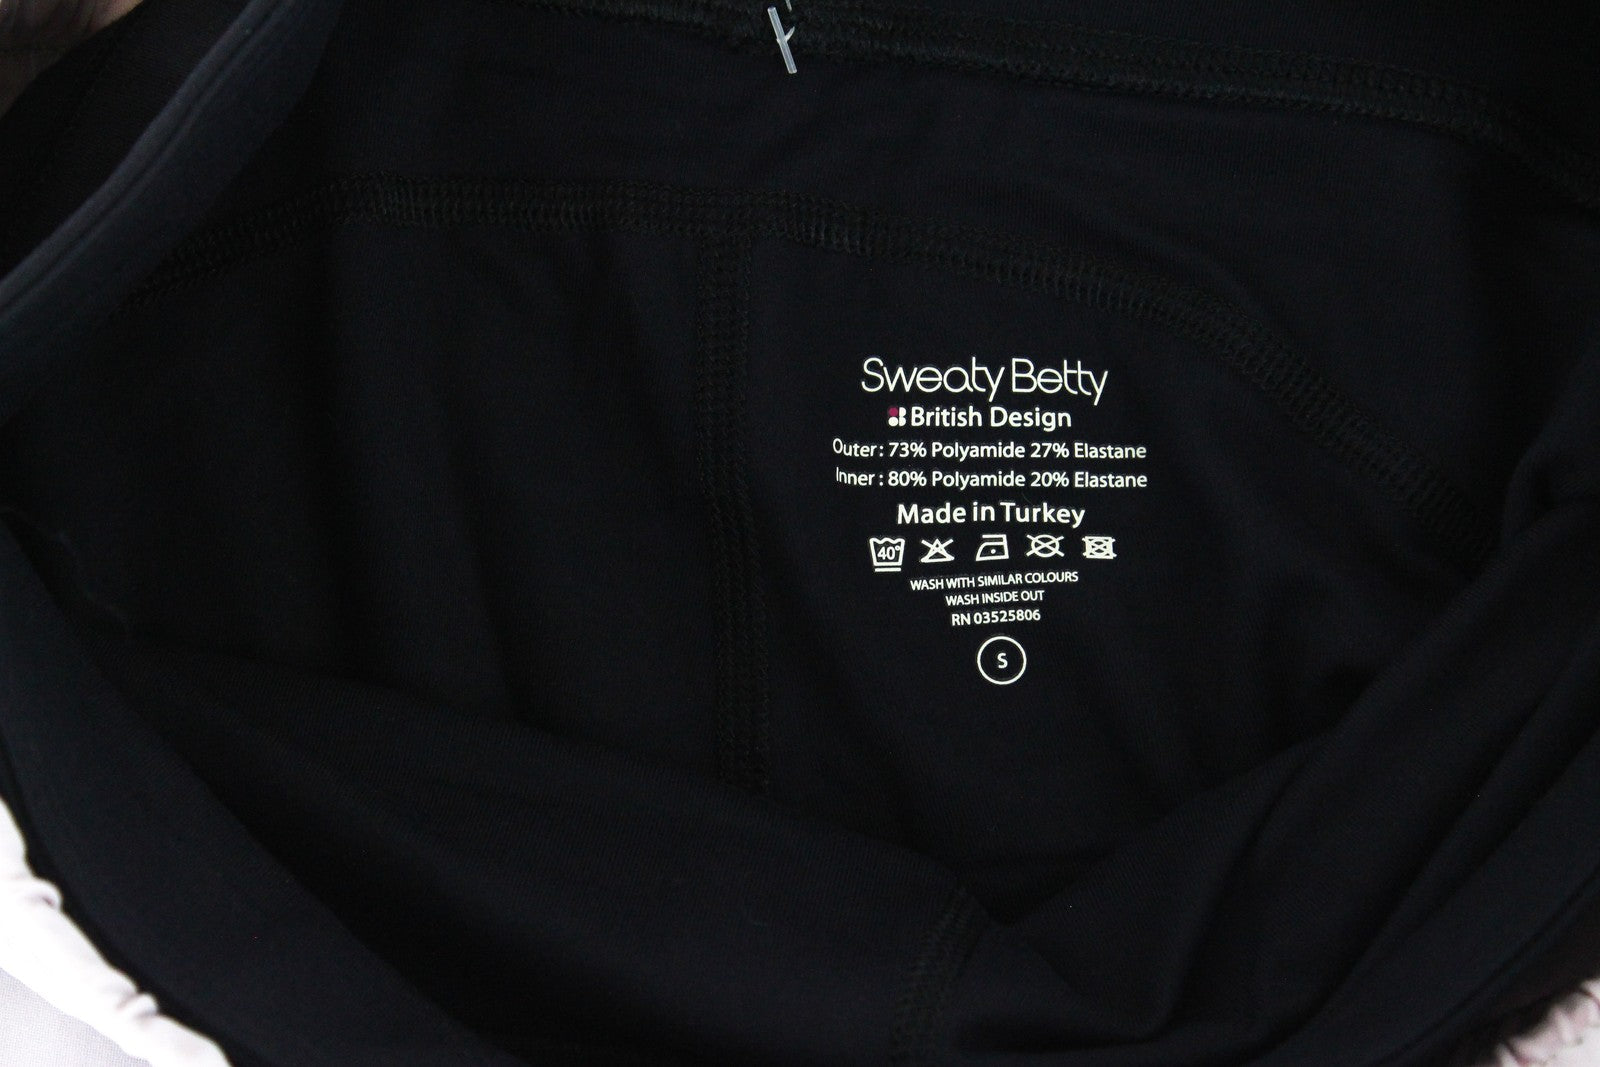 Sweaty Betty
British Design
Outer: 73% Polyamide 27% Elastane
Inner: 80% Polyamide 20% Elastane
Made in Turkey
40°
WASH WITH SIMILAR COLOURS
WASH INSIDE OUT
RN 03525806
S